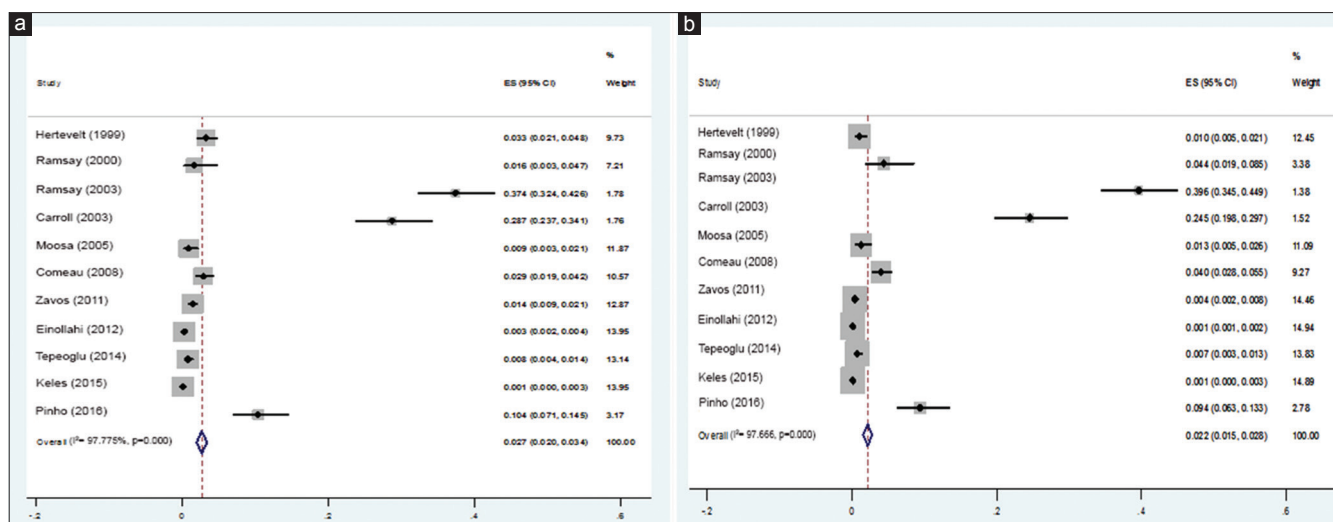 a
%
Study ES (95% CI) Weight
Hertevelt (1999) 0.033 (0.021, 0.048) 9.73
Ramsay (2000) 0.016 (0.003, 0.047) 7.21
Ramsay (2003) 0.374 (0.324, 0.426) 1.78
Carroll (2003) 0.287 (0.237, 0.341) 1.76
Moosa (2005) 0.009 (0.003, 0.021) 11.87
Comeau (2008) 0.029 (0.019, 0.042) 10.57
Zavos (2011) 0.014 (0.009, 0.021) 12.87
Einollahi (2012) 0.003 (0.002, 0.004) 13.95
Tepeoglu (2014) 0.008 (0.004, 0.014) 13.14
Keles (2015) 0.001 (0.000, 0.003) 13.95
Pinho (2016) 0.104 (0.071, 0.145) 3.17
Overall (I²= 97.775%, p=0.000) 0.027 (0.020, 0.034) 100.00
-.2 0 .2 .4 .6
b
%
Study ES (95% CI) Weight
Hertevelt (1999) 0.010 (0.005, 0.021) 12.45
Ramsay (2000) 0.044 (0.019, 0.085) 3.38
Ramsay (2003) 0.396 (0.345, 0.449) 1.38
Carroll (2003) 0.245 (0.198, 0.297) 1.52
Moosa (2005) 0.013 (0.005, 0.026) 11.09
Comeau (2008) 0.040 (0.028, 0.055) 9.27
Zavos (2011) 0.004 (0.002, 0.008) 14.46
Einollahi (2012) 0.001 (0.001, 0.002) 14.94
Tepeoglu (2014) 0.007 (0.003, 0.013) 13.83
Keles (2015) 0.001 (0.000, 0.003) 14.89
Pinho (2016) 0.094 (0.063, 0.133) 2.78
Overall (I²= 97.666, p=0.000) 0.022 (0.015, 0.028) 100.00
-.2 0 .2 .4 .6